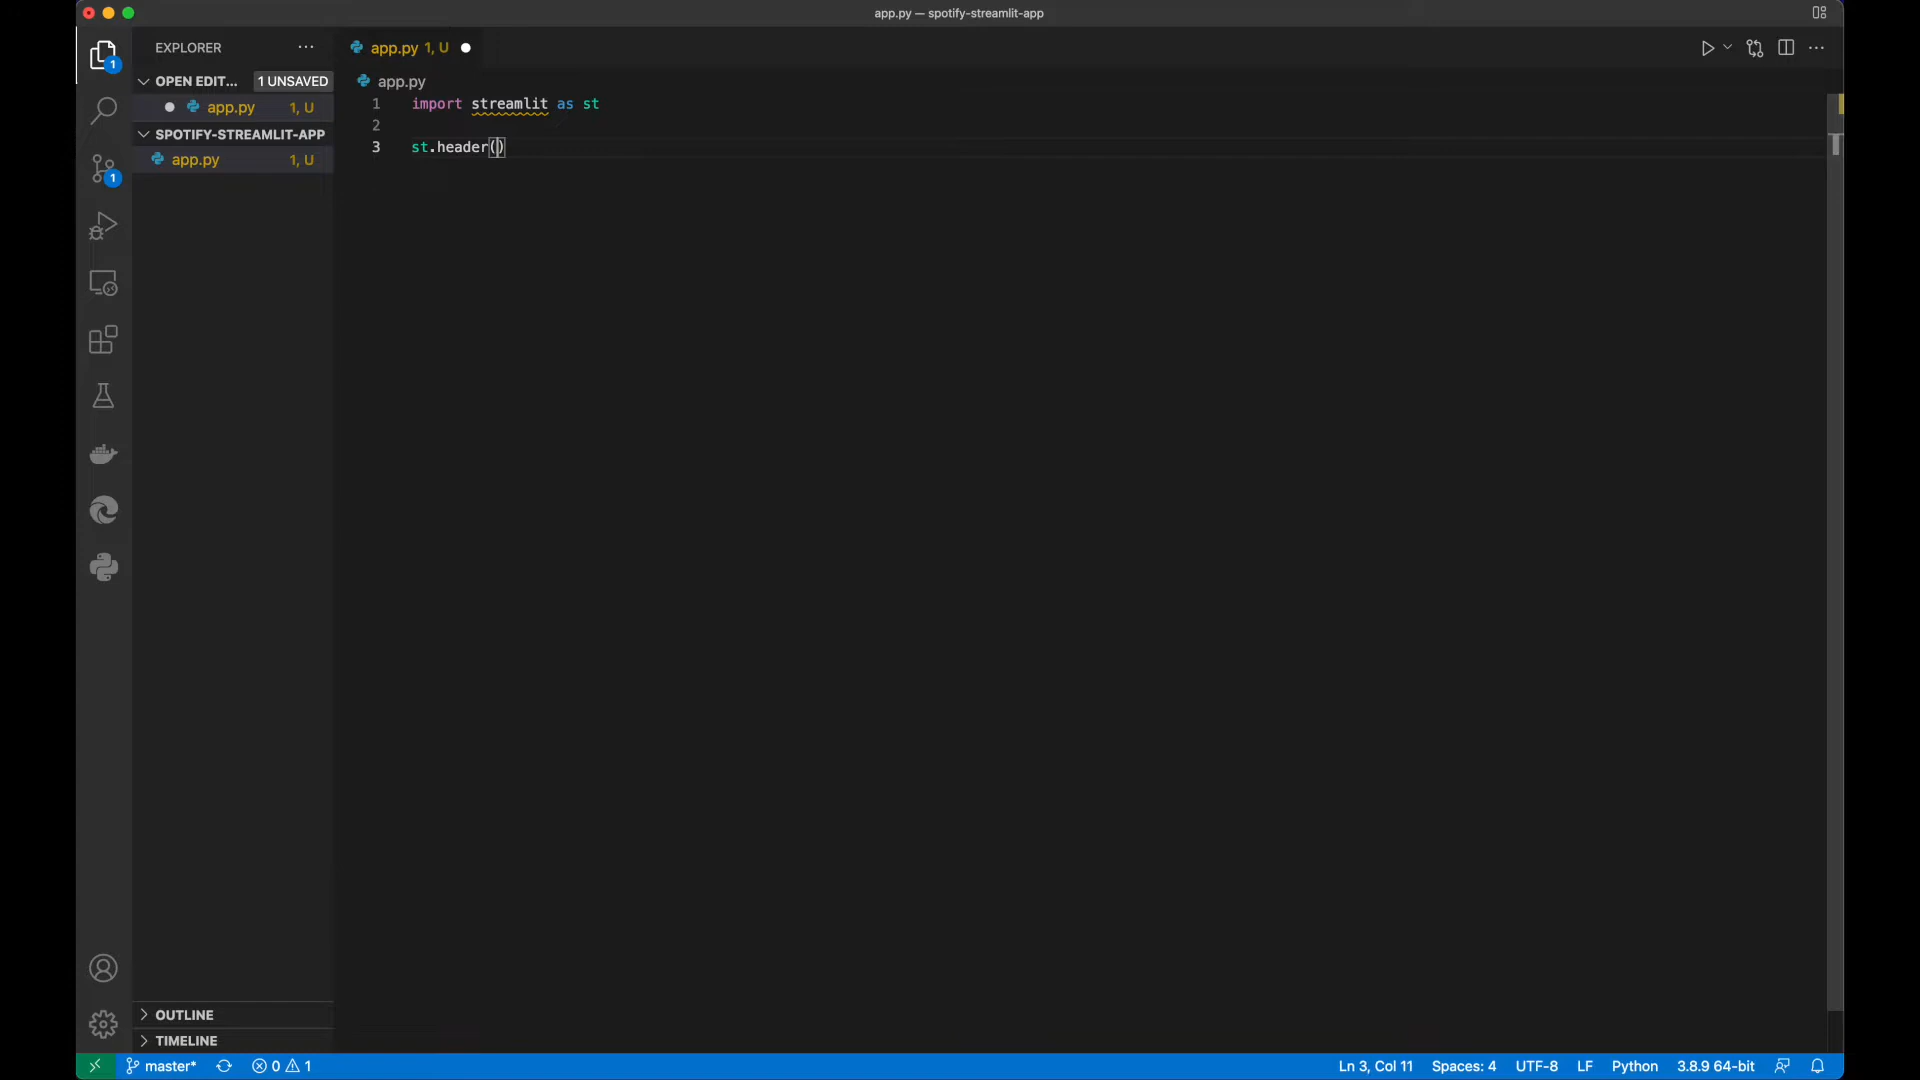 app.py — spotify-streamlit-app
EXPLORER
app.py 1, U
OPEN EDIT... 1 UNSAVED
app.py
app.py 1, U
1 import streamlit as st
2
SPOTIFY-STREAMLIT-APP
3 st.header()
app.py 1, U
1
1
OUTLINE
TIMELINE
master* 0 1 Ln 3, Col 11 Spaces: 4 UTF-8 LF Python 3.8.9 64-bit